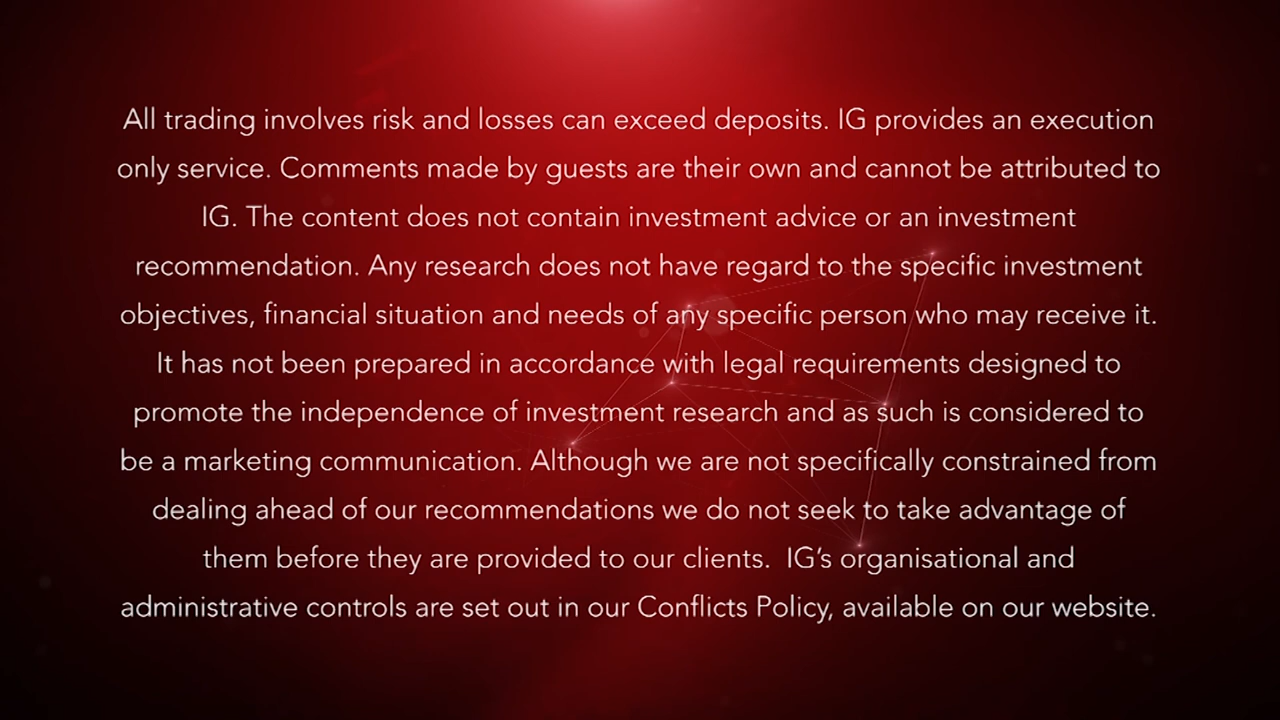 All trading involves risk and losses can exceed deposits. IG provides an execution
only service. Comments made by guests are their own and cannot be attributed to
IG. The content does not contain investment advice or an investment
recommendation. Any research does not have regard to the specific investment
objectives, financial situation and needs of any specific person who may receive it.
It has not been prepared in accordance with legal requirements designed to
promote the independence of investment research and as such is considered to
be a marketing communication. Although we are not specifically constrained from
dealing ahead of our recommendations we do not seek to take advantage of
them before they are provided to our clients.  IG’s organisational and
administrative controls are set out in our Conflicts Policy, available on our website.